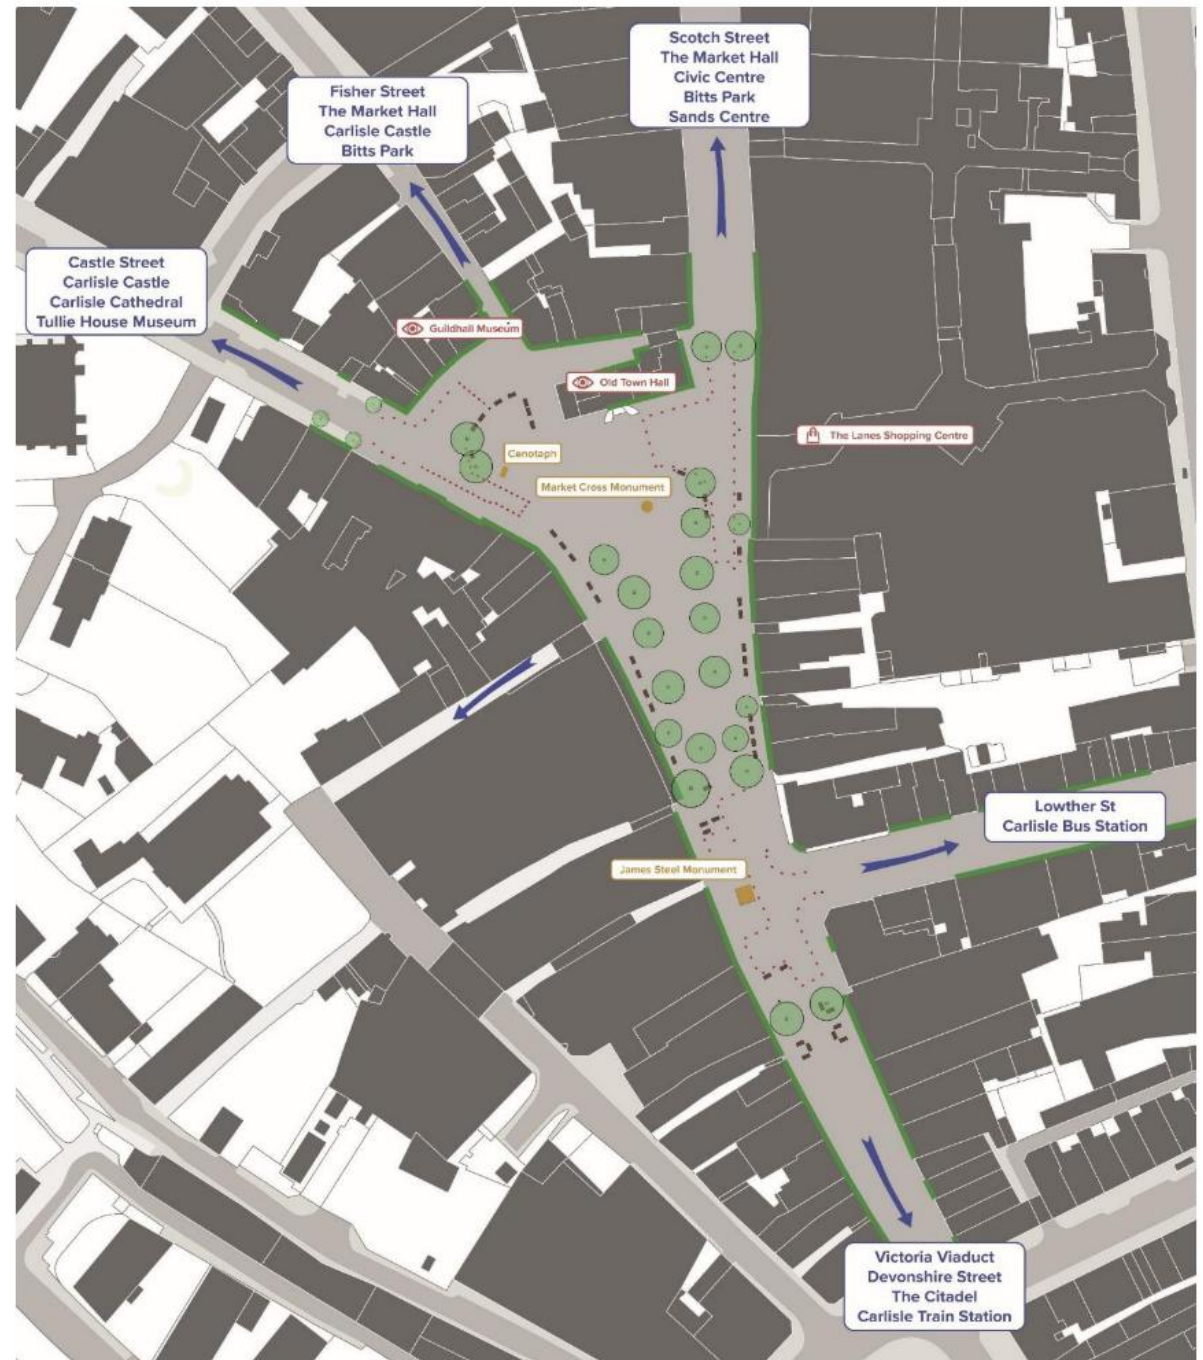 Scotch Street
The Market Hall
Civic Centre
Bitts Park
Sands Centre
Fisher Street
The Market Hall
Carlisle Castle
Bitts Park
Castle Street
Carlisle Castle
Carlisle Cathedral
Tullie House Museum
Guildhall Museum
Old Town Hall
The Lanes Shopping Centre
Cenotaph
Market Cross Monument
Lowther St
Carlisle Bus Station
James Steel Monument
Victoria Viaduct
Devonshire Street
The Citadel
Carlisle Train Station